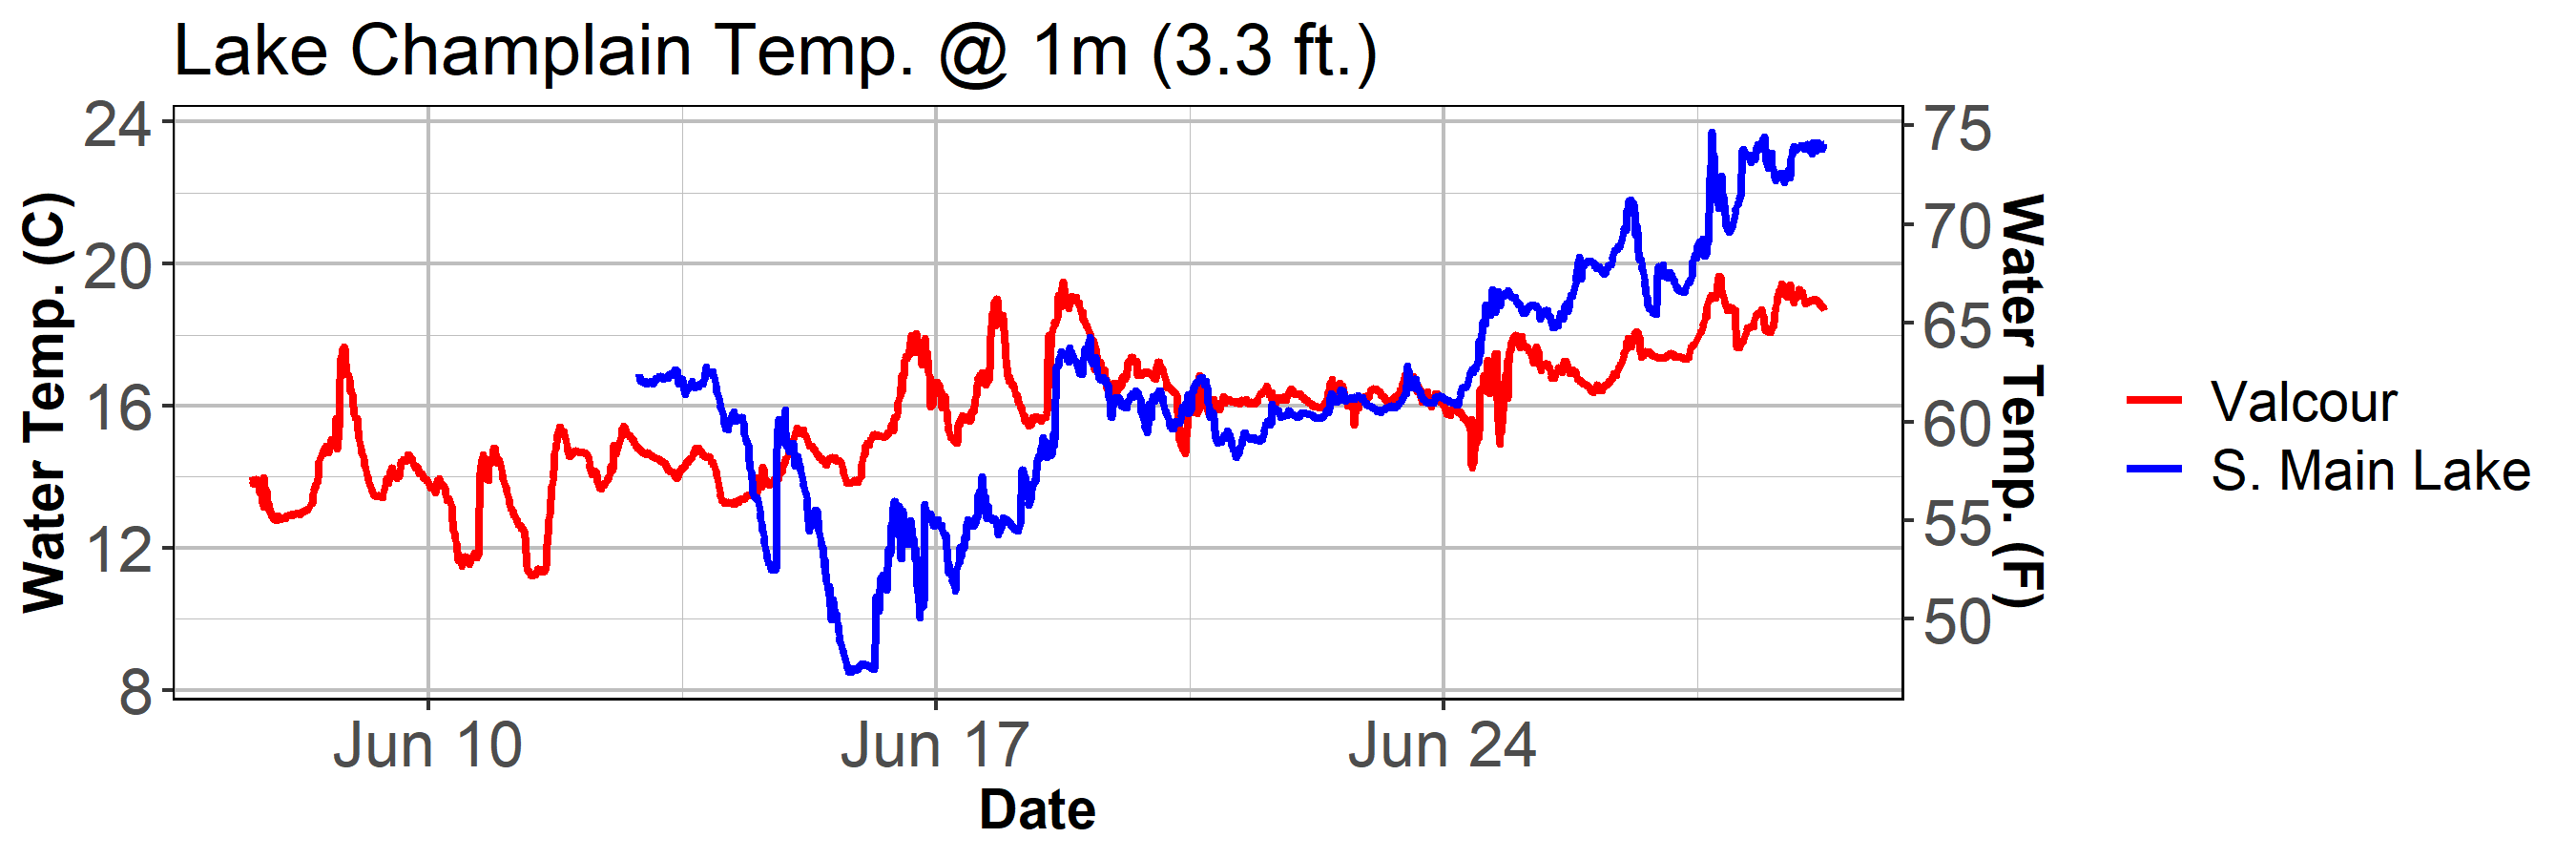 Lake Champlain Temp. @ 1m (3.3 ft.)
Water Temp. (C)
24
20
16
12
8
75
70
65
60
55
50
Water Temp. (F)
Jun 10
Jun 17
Jun 24
Date
Valcour
S. Main Lake